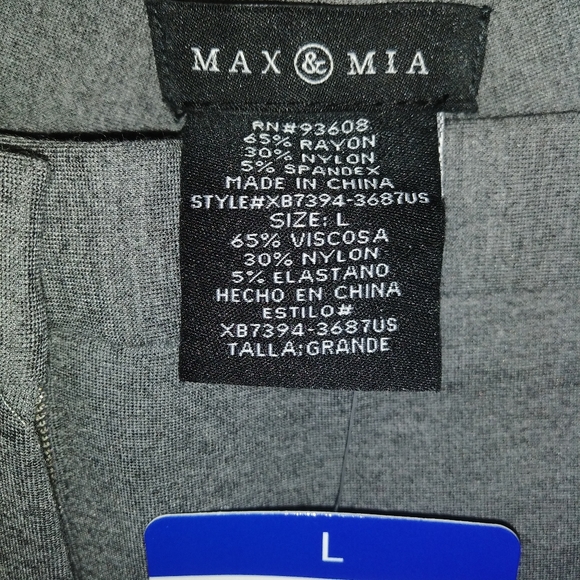 MAX & MIA
RN#93608
65% RAYON
30% NYLON
5% SPANDEX
MADE IN CHINA
STYLE#XB7394-3687US
SIZE: L
65% VISCOSA
30% NYLON
5% ELASTANO
HECHO EN CHINA
ESTILO#
XB7394-3687US
TALLA:GRANDE
L